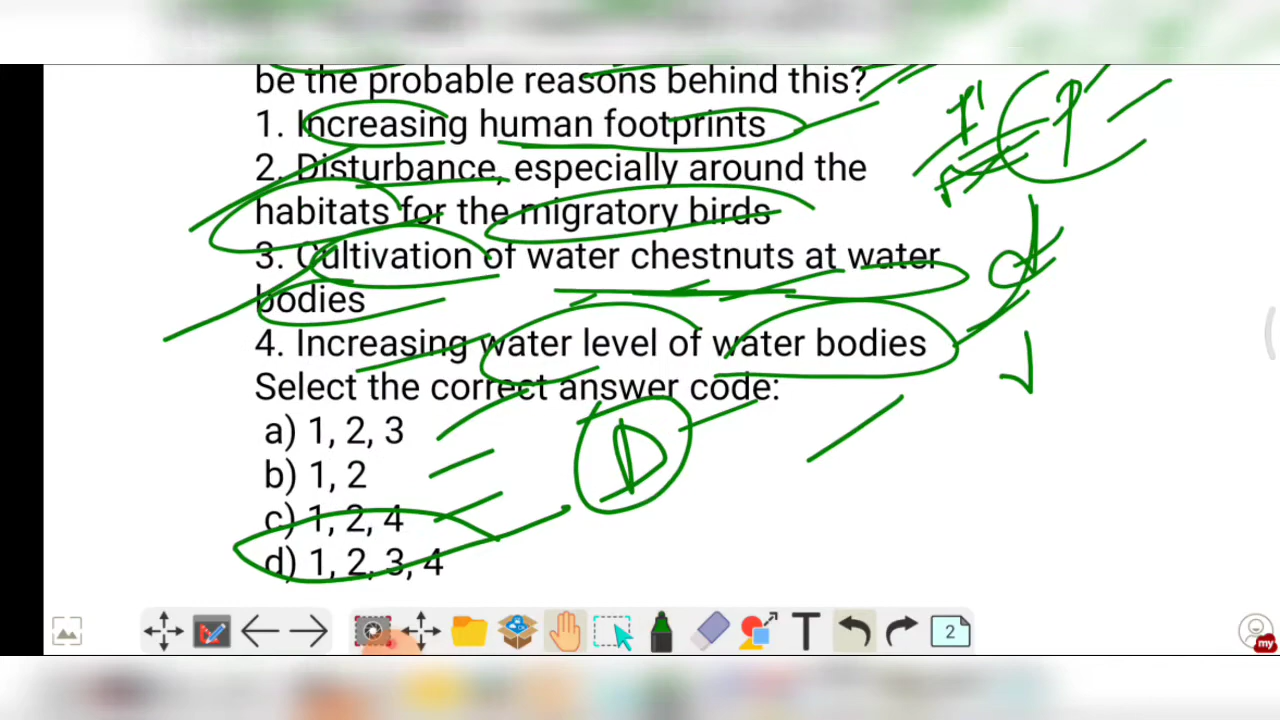 be the probable reasons behind this?
1. Increasing human footprints
2. Disturbance, especially around the
habitats for the migratory birds
3. Cultivation of water chestnuts at water
bodies
4. Increasing water level of water bodies
Select the correct answer code:
a) 1, 2, 3
b) 1, 2
c) 1, 2, 4
d) 1, 2, 3, 4
D
T
2
my